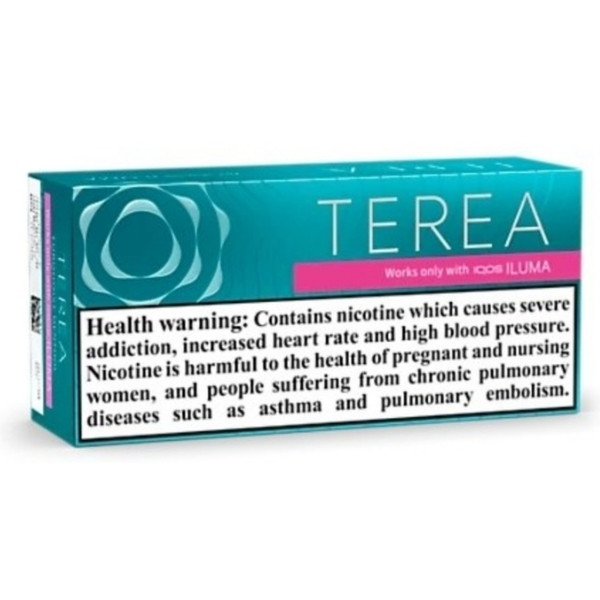 TEREA
Works only with IQOS ILUMA
Health warning: Contains nicotine which causes severe
addiction, increased heart rate and high blood pressure.
Nicotine is harmful to the health of pregnant and nursing
women, and people suffering from chronic pulmonary
diseases such as asthma and pulmonary embolism.
TEREA